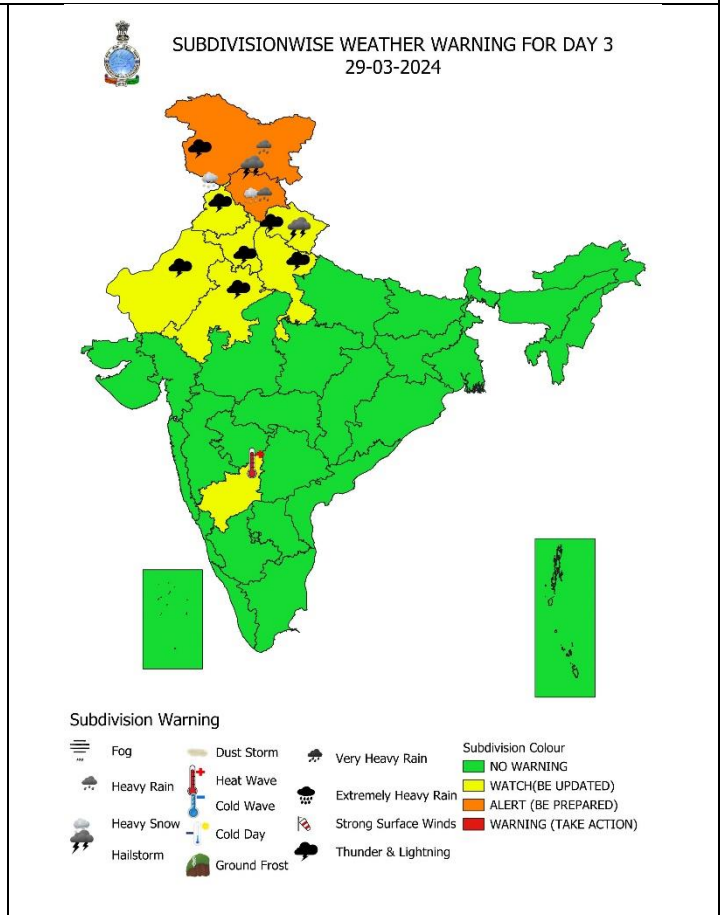 SUBDIVISIONWISE WEATHER WARNING FOR DAY 3
29-03-2024
Subdivision Warning
Fog
Heavy Rain
Heavy Snow
Hailstorm
Dust Storm
Heat Wave
Cold Wave
Cold Day
Ground Frost
Very Heavy Rain
Extremely Heavy Rain
Strong Surface Winds
Thunder & Lightning
Subdivision Colour
NO WARNING
WATCH(BE UPDATED)
ALERT (BE PREPARED)
WARNING (TAKE ACTION)